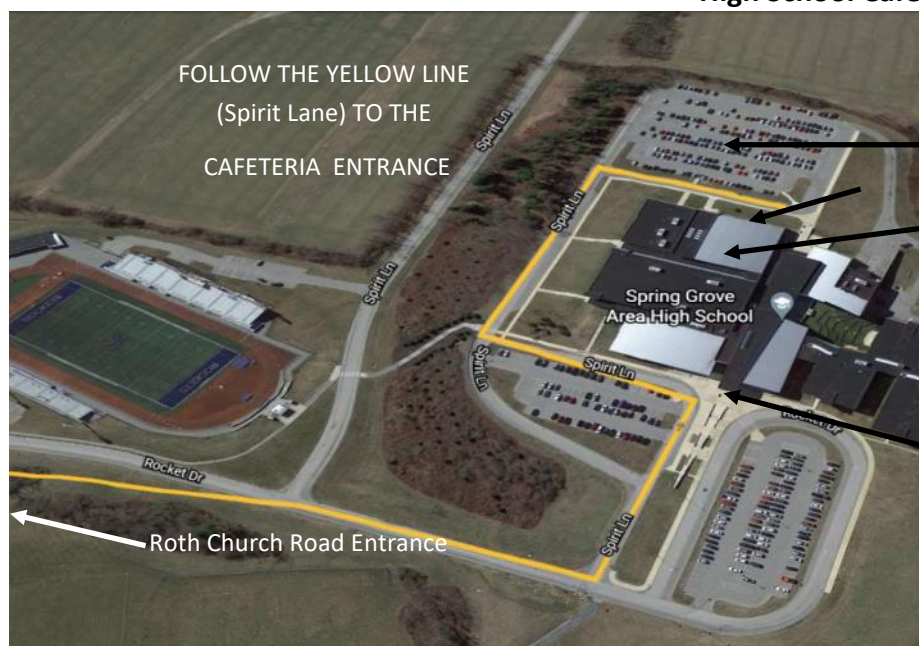 High School Cafe
FOLLOW THE YELLOW LINE
(Spirit Lane) TO THE
CAFETERIA ENTRANCE
Spirit Ln
Spirit Ln
Spirit Ln
Spring Grove
Area High School
Spirit Ln
Spirit Ln
Rocket Dr
ROCKETS
Rocket Dr
Spirit Ln
Roth Church Road Entrance